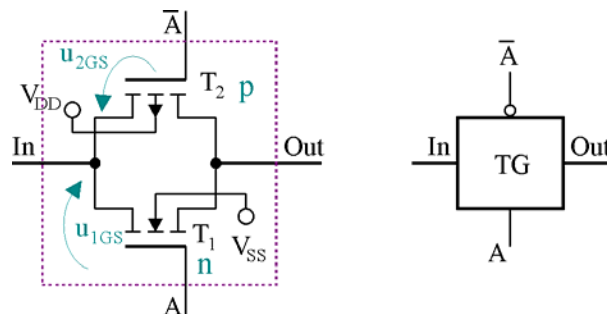 A̅
u2GS
T2 p
VDD
In Out
u1GS
T1
VSS
n
A
A̅
In TG Out
A